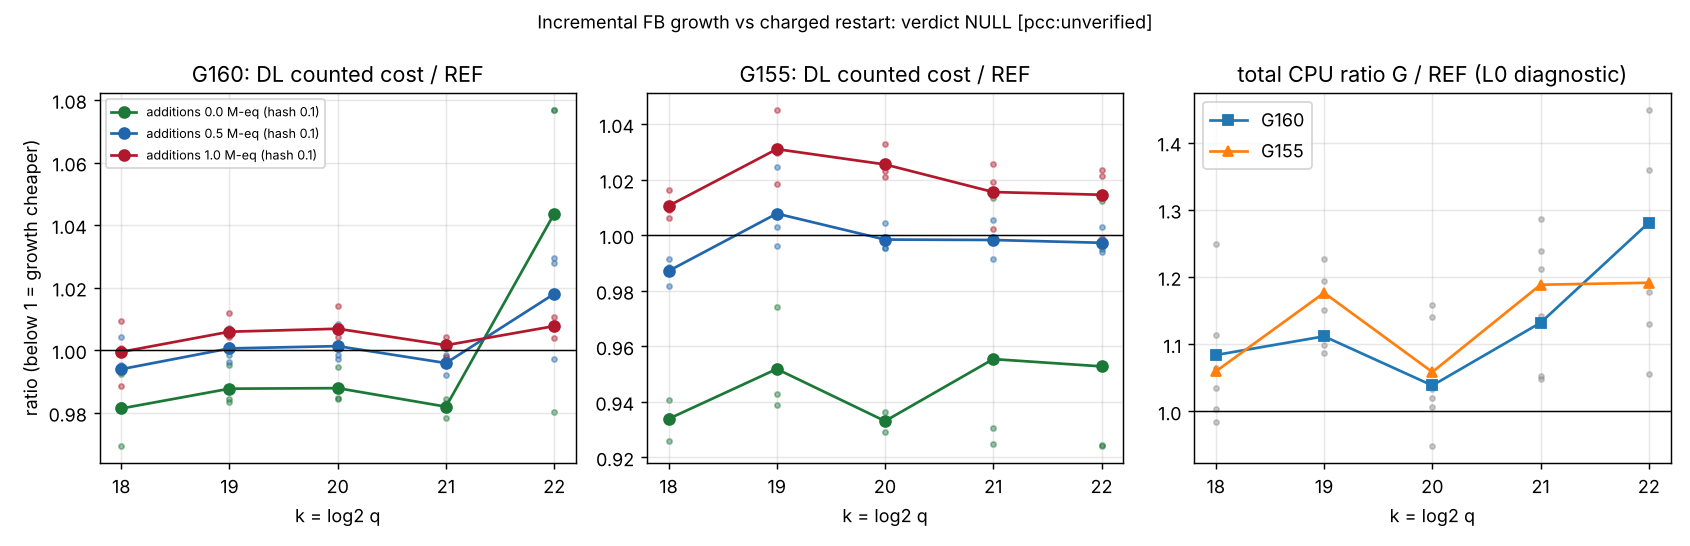 Incremental FB growth vs charged restart: verdict NULL [pcc:unverified]
G160: DL counted cost / REF
ratio (below 1 = growth cheaper)
1.08
1.06
1.04
1.02
1.00
0.98
additions 0.0 M-eq (hash 0.1)
additions 0.5 M-eq (hash 0.1)
additions 1.0 M-eq (hash 0.1)
18 19 20 21 22
k = log2 q
G155: DL counted cost / REF
1.04
1.02
1.00
0.98
0.96
0.94
0.92
18 19 20 21 22
k = log2 q
total CPU ratio G / REF (L0 diagnostic)
1.4
1.3
1.2
1.1
1.0
G160
G155
18 19 20 21 22
k = log2 q